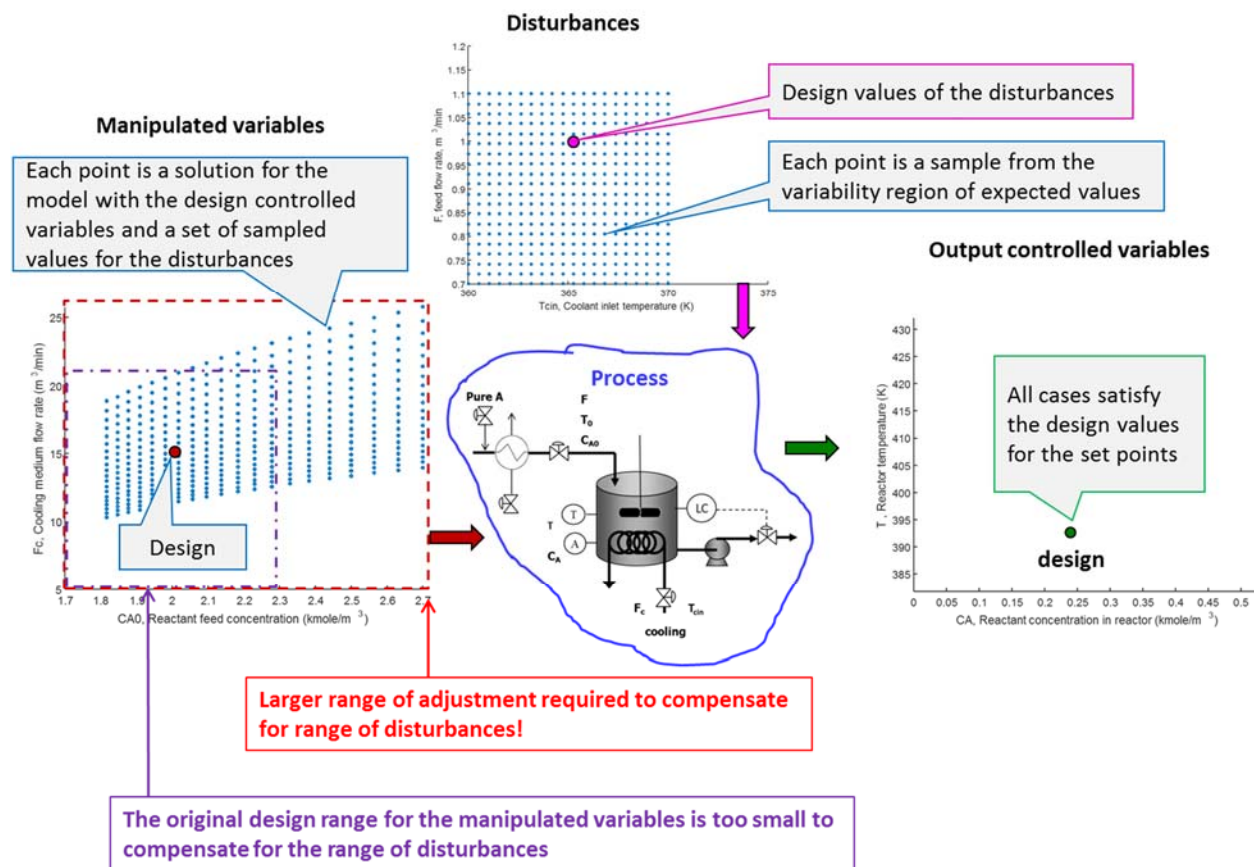 Disturbances
1.2
1.15
1.1
1.05
1
0.95
0.9
0.85
0.8
0.75
0.7
F, feed flow rate, m³/min
360
365
370
375
Tcin, Coolant inlet temperature (K)
Design values of the disturbances
Each point is a sample from the
variability region of expected values
Manipulated variables
Each point is a solution for the
model with the design controlled
variables and a set of sampled
values for the disturbances
25
20
15
10
5
Fc, Cooling medium flow rate (m³/min)
Design
1.7
1.8
1.9
2
2.1
2.2
2.3
2.4
2.5
2.6
2.7
CA0, Reactant feed concentration (kmole/m³)
Process
Pure A
F
T₀
C_A0
T
A
LC
T
C_A
F_c
T_cin
cooling
Output controlled variables
430
425
420
415
410
405
400
395
390
385
T , Reactor temperature (K)
All cases satisfy
the design values
for the set points
design
0
0.05
0.1
0.15
0.2
0.25
0.3
0.35
0.4
0.45
0.5
CA, Reactant concentration in reactor (kmole/m³)
Larger range of adjustment required to compensate
for range of disturbances!
The original design range for the manipulated variables is too small to
compensate for the range of disturbances